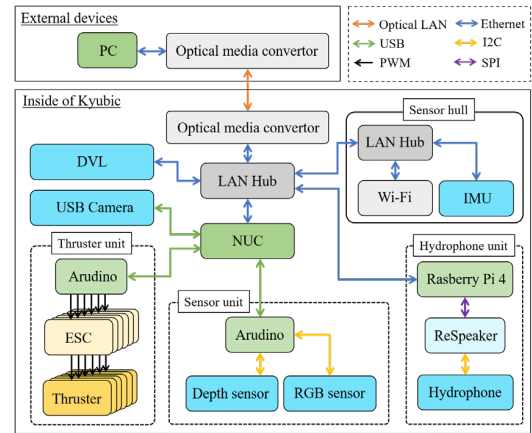 External devices
PC
Optical media convertor
Optical LAN
Ethernet
USB
I2C
PWM
SPI
Inside of Kyubic
Optical media convertor
Sensor hull
DVL
LAN Hub
LAN Hub
Wi-Fi
IMU
USB Camera
NUC
Thruster unit
Arudino
ESC
Thruster
Sensor unit
Arudino
Depth sensor
RGB sensor
Hydrophone unit
Rasberry Pi 4
ReSpeaker
Hydrophone